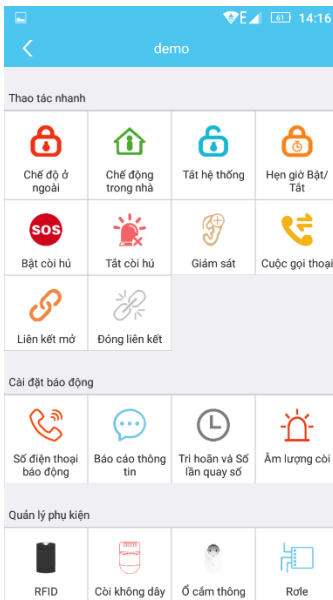 E 61 14:16
demo
Thao tác nhanh
Chế độ ở ngoài
Chế động trong nhà
Tắt hệ thống
Hẹn giờ Bật/Tắt
SOS
Bật còi hú
Tắt còi hú
Giám sát
Cuộc gọi thoại
Liên kết mở
Đóng liên kết
Cài đặt báo động
Số điện thoại báo động
Báo cáo thông tin
Trì hoãn và Số lần quay số
Âm lượng còi
Quản lý phụ kiện
RFID
Còi không dây
Ổ cắm thông
Rơle